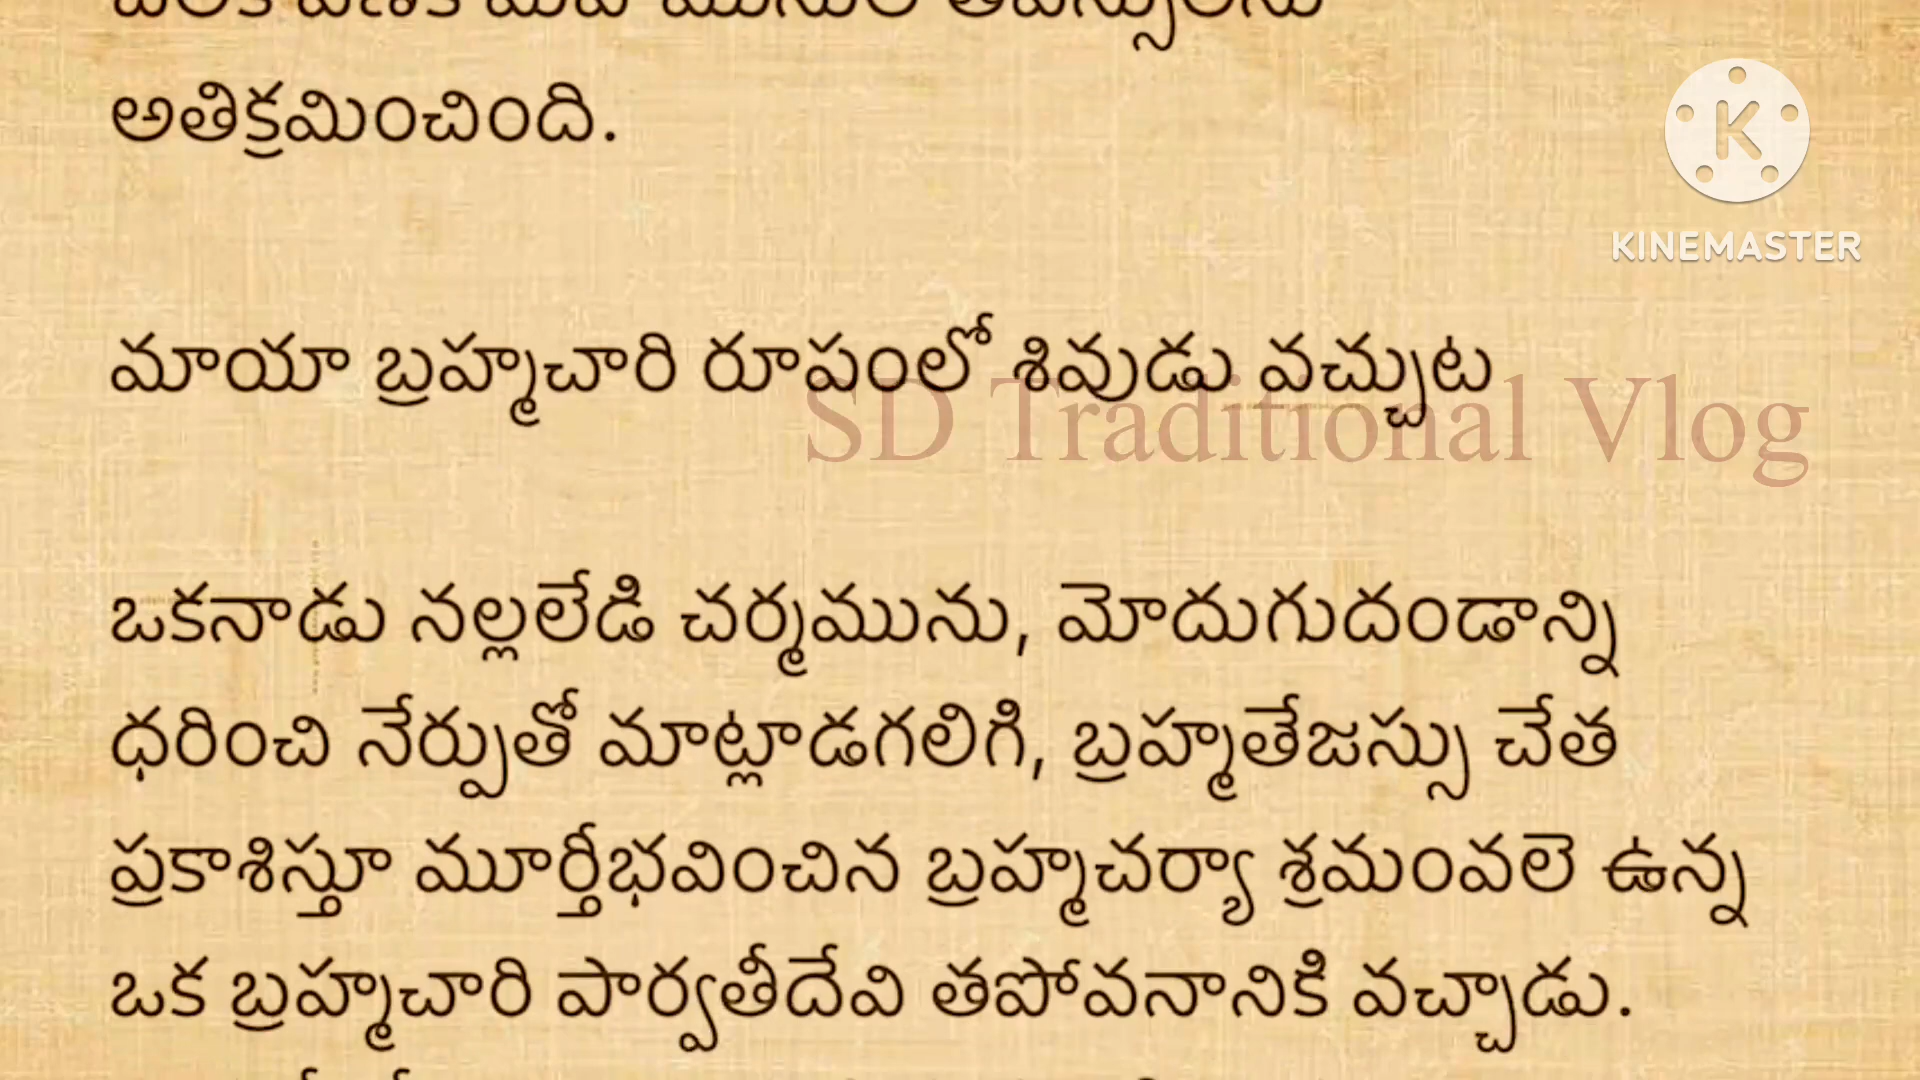 అతిక్రమించింది.
KINEMASTER
మాయా బ్రహ్మచారి రూపంలో శివుడు వచ్చుట
SD Traditional Vlog
ఒకనాడు నల్లలేడి చర్మమును, మోదుగుదండాన్ని
ధరించి నేర్పుతో మాట్లాడగలిగి, బ్రహ్మతేజస్సు చేత
ప్రకాశిస్తూ మూర్తీభవించిన బ్రహ్మచర్యా శ్రమంవలె ఉన్న
ఒక బ్రహ్మచారి పార్వతీదేవి తపోవనానికి వచ్చాడు.